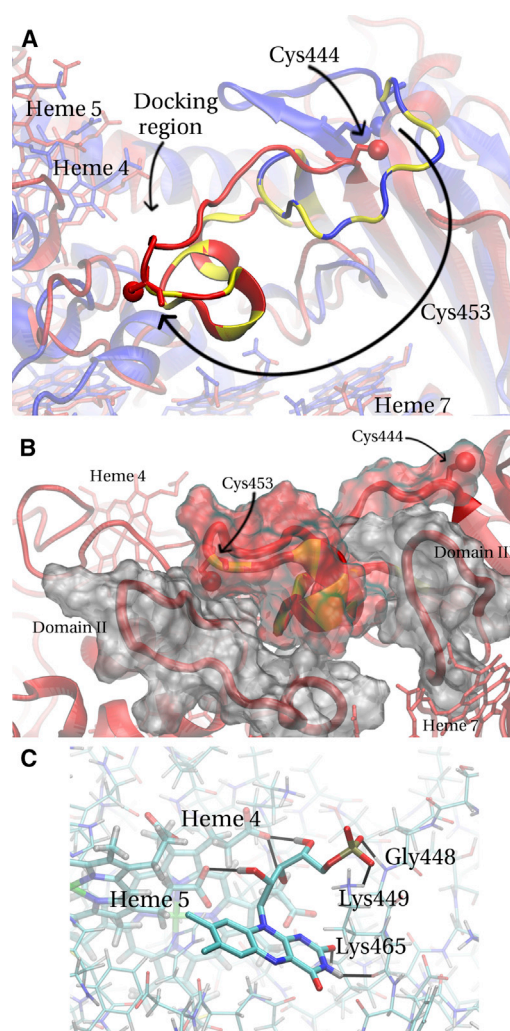 A
Cys444
Heme 5
Docking
region
Heme 4
Cys453
Heme 7
B
Cys444
Heme 4
Cys453
Domain II
Domain II
Heme 7
C
Heme 4
Gly448
Heme 5
Lys449
Lys465